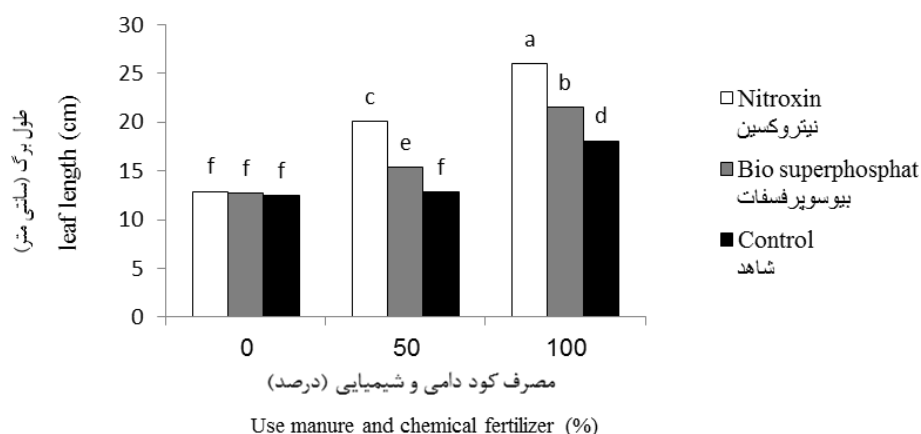 30
25
20
15
10
5
0
طول برگ (سانتی متر)
leaf length (cm)
f f f
c
e
f
a
b
d
0 50 100
مصرف کود دامی و شیمیایی (درصد)
Use manure and chemical fertilizer (%)
Nitroxin
نیتروکسین
Bio superphosphat
بیوسوپرفسفات
Control
شاهد